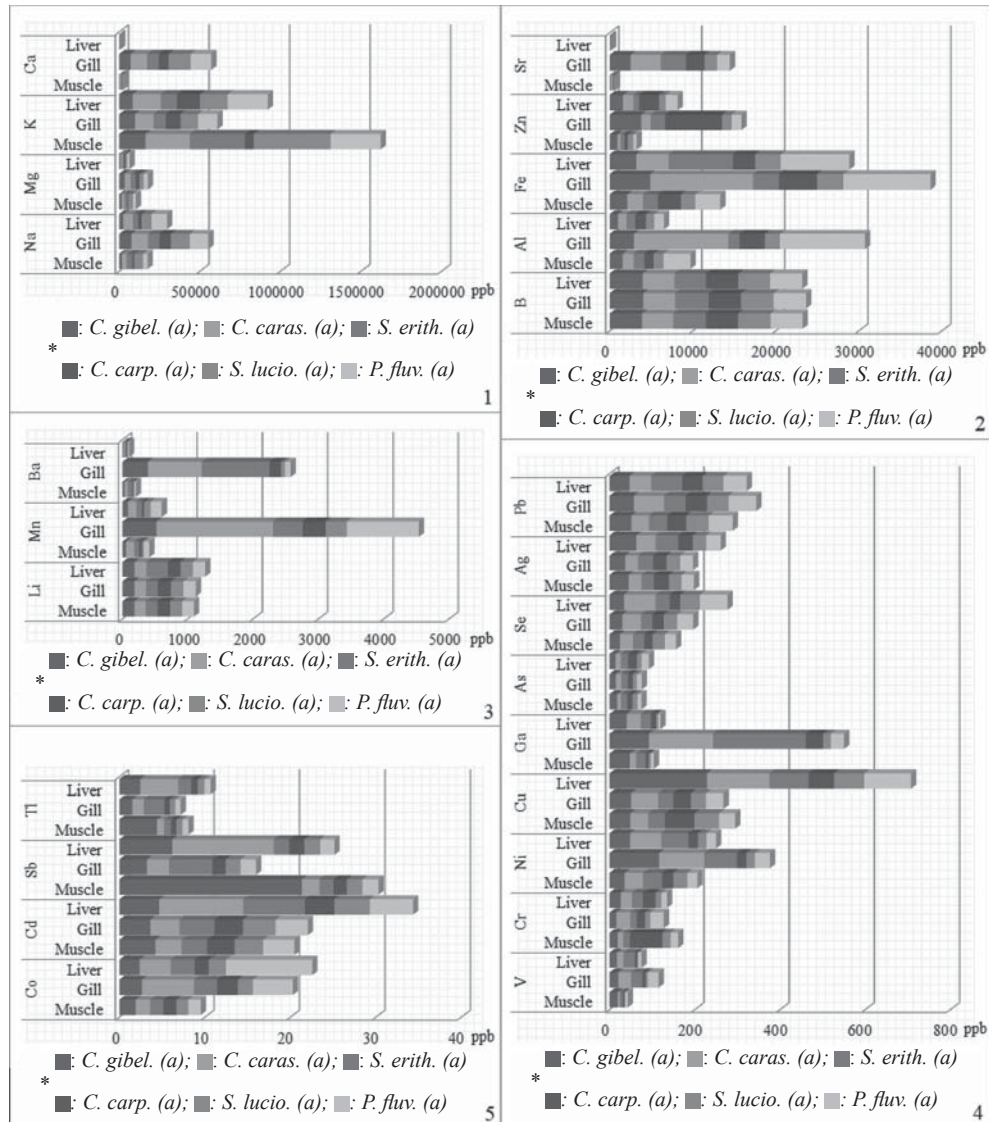 Ca
Liver
Gill
Muscle
K
Liver
Gill
Muscle
Mg
Liver
Gill
Muscle
Na
Liver
Gill
Muscle
0 500000 1000000 1500000 2000000 ppb
■: C. gibel. (a); ■: C. caras. (a); ■: S. erith. (a)
*
■: C. carp. (a); ■: S. lucio. (a); ■: P. fluv. (a)
1
Sr
Liver
Gill
Muscle
Zn
Liver
Gill
Muscle
Fe
Liver
Gill
Muscle
Al
Liver
Gill
Muscle
B
Liver
Gill
Muscle
0 10000 20000 30000 40000 ppb
■: C. gibel. (a); ■: C. caras. (a); ■: S. erith. (a)
*
■: C. carp. (a); ■: S. lucio. (a); ■: P. fluv. (a)
2
Ba
Liver
Gill
Muscle
Mn
Liver
Gill
Muscle
Li
Liver
Gill
Muscle
0 1000 2000 3000 4000 5000 ppb
■: C. gibel. (a); ■: C. caras. (a); ■: S. erith. (a)
*
■: C. carp. (a); ■: S. lucio. (a); ■: P. fluv. (a)
3
Pb
Liver
Gill
Muscle
Ag
Liver
Gill
Muscle
Se
Liver
Gill
Muscle
As
Liver
Gill
Muscle
Ga
Liver
Gill
Muscle
Cu
Liver
Gill
Muscle
Ni
Liver
Gill
Muscle
Cr
Liver
Gill
Muscle
V
Liver
Gill
Muscle
0 200 400 600 800 ppb
■: C. gibel. (a); ■: C. caras. (a); ■: S. erith. (a)
*
■: C. carp. (a); ■: S. lucio. (a); ■: P. fluv. (a)
4
Tl
Liver
Gill
Muscle
Sb
Liver
Gill
Muscle
Cd
Liver
Gill
Muscle
Co
Liver
Gill
Muscle
0 10 20 30 40 ppb
■: C. gibel. (a); ■: C. caras. (a); ■: S. erith. (a)
*
■: C. carp. (a); ■: S. lucio. (a); ■: P. fluv. (a)
5